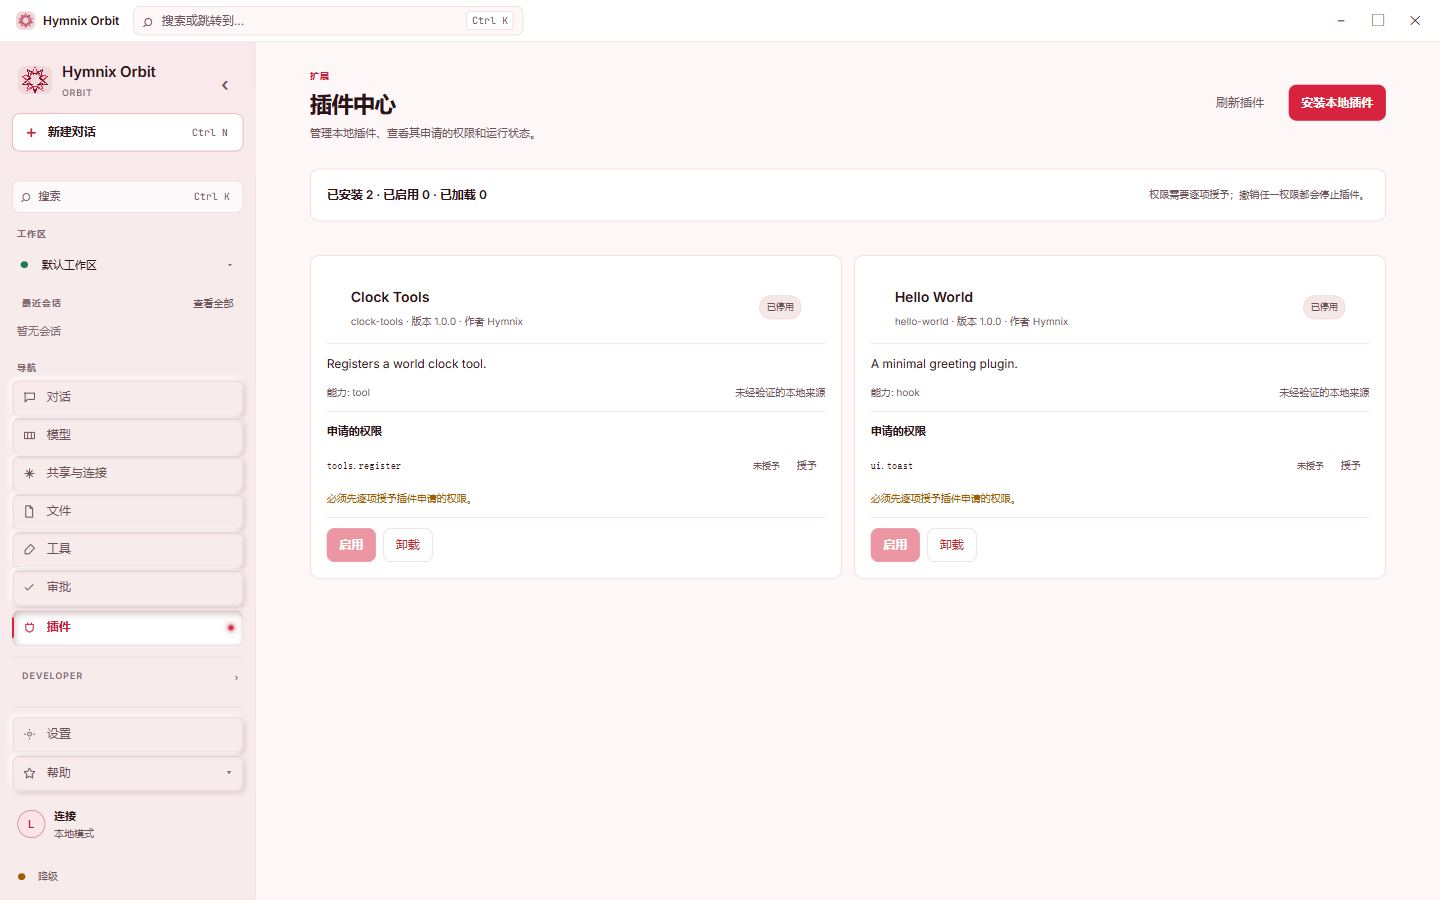 Hymnix Orbit
搜索或跳转到...
Ctrl K
Hymnix Orbit
ORBIT
新建对话
Ctrl N
搜索
Ctrl K
工作区
默认工作区
最近会话
查看全部
暂无会话
导航
对话
模型
共享与连接
文件
工具
审批
插件
DEVELOPER
设置
帮助
L
连接
本地模式
降级
扩展
插件中心
管理本地插件、查看其申请的权限和运行状态。
刷新插件
安装本地插件
已安装 2 · 已启用 0 · 已加载 0
权限需要逐项授予；撤销任一权限都会停止插件。
Clock Tools
clock-tools · 版本 1.0.0 · 作者 Hymnix
已停用
Registers a world clock tool.
能力: tool
未经验证的本地来源
申请的权限
tools.register
未授予
授予
必须先逐项授予插件申请的权限。
启用
卸载
Hello World
hello-world · 版本 1.0.0 · 作者 Hymnix
已停用
A minimal greeting plugin.
能力: hook
未经验证的本地来源
申请的权限
ui.toast
未授予
授予
必须先逐项授予插件申请的权限。
启用
卸载